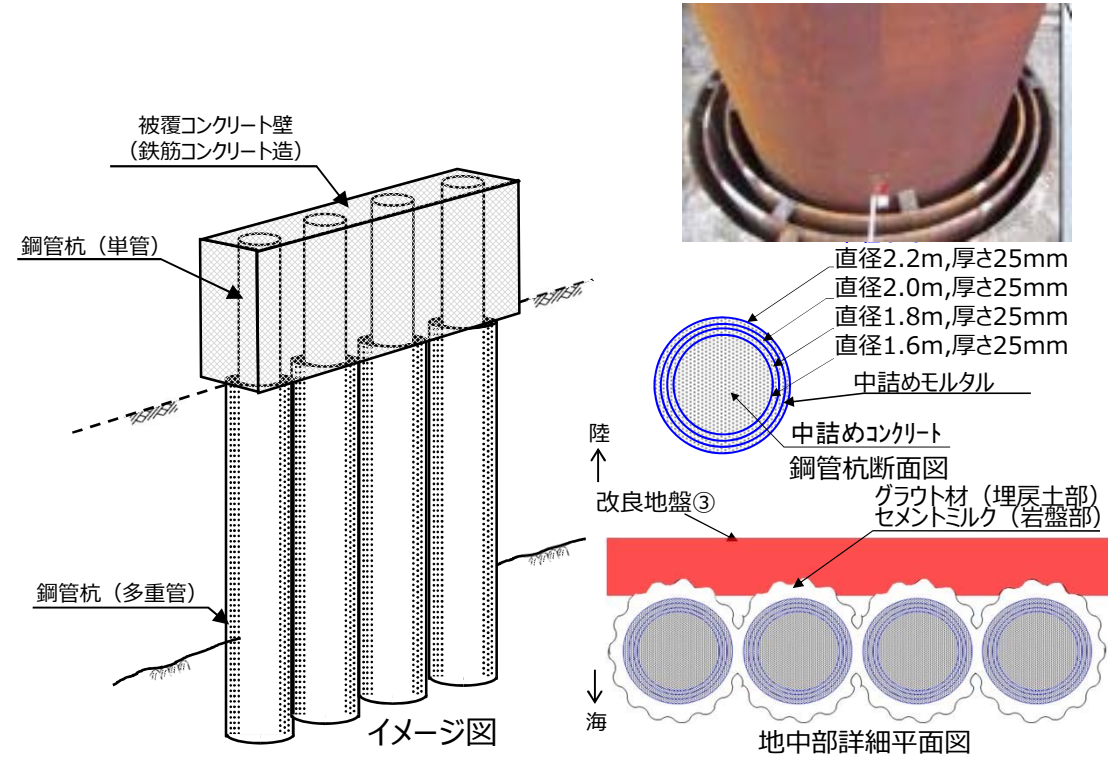 被覆コンクリート壁
（鉄筋コンクリート造）
鋼管杭（単管）
鋼管杭（多重管）
イメージ図
直径2.2m,厚さ25mm
直径2.0m,厚さ25mm
直径1.8m,厚さ25mm
直径1.6m,厚さ25mm
中詰めモルタル
中詰めコンクリート
鋼管杭断面図
陸
改良地盤③
グラウト材（埋戻土部）
セメントミルク（岩盤部）
海
地中部詳細平面図